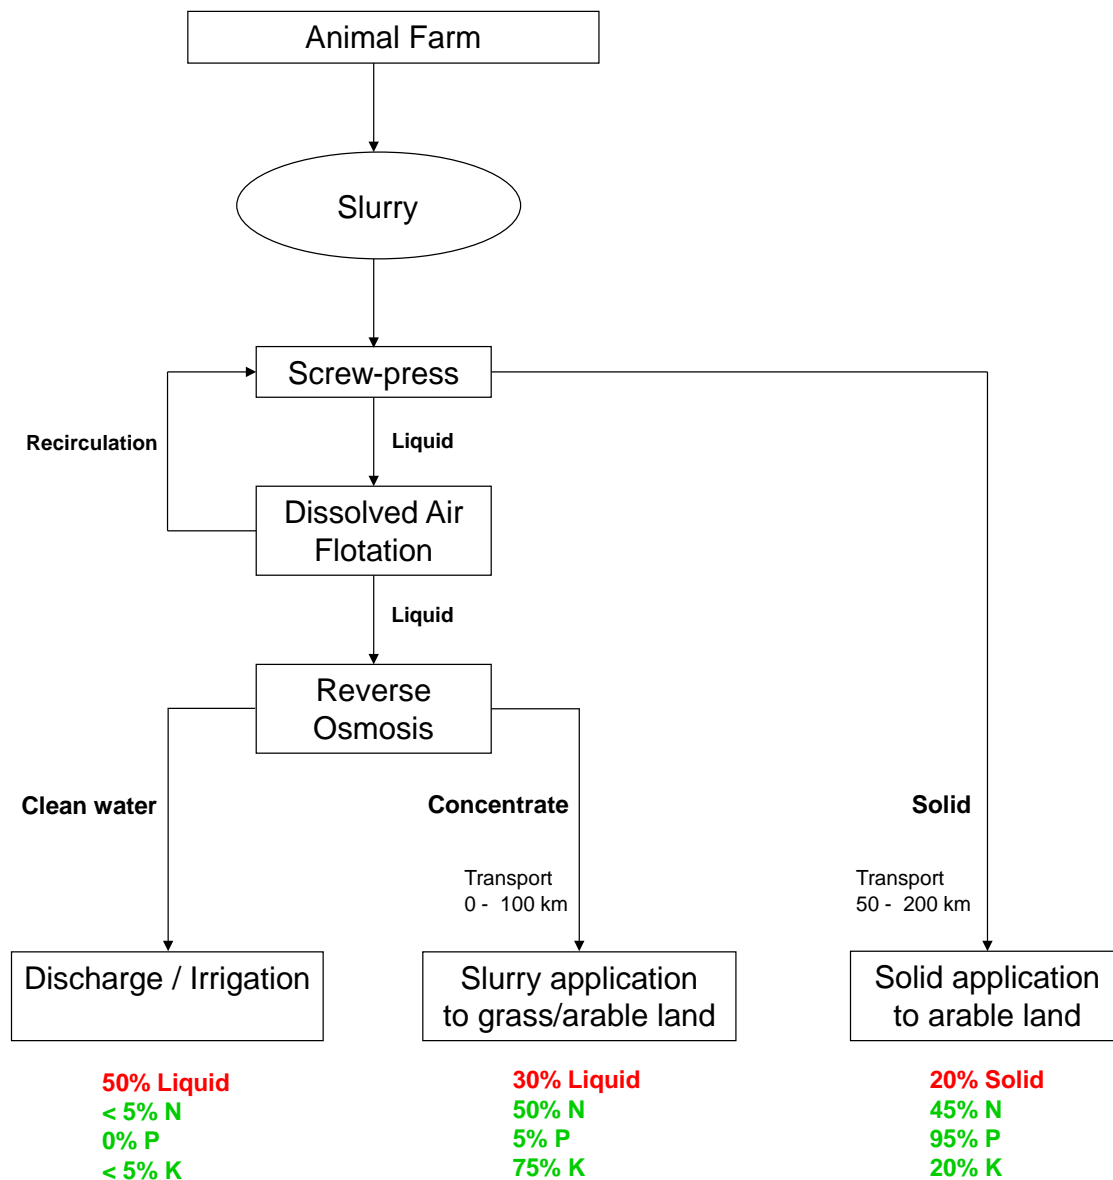 Animal Farm
Slurry
Screw-press
Recirculation
Liquid
Dissolved Air
Flotation
Liquid
Reverse
Osmosis
Clean water
Concentrate
Solid
Transport
0 - 100 km
Transport
50 - 200 km
Discharge / Irrigation
Slurry application
to grass/arable land
Solid application
to arable land
50% Liquid
< 5% N
0% P
< 5% K
30% Liquid
50% N
5% P
75% K
20% Solid
45% N
95% P
20% K